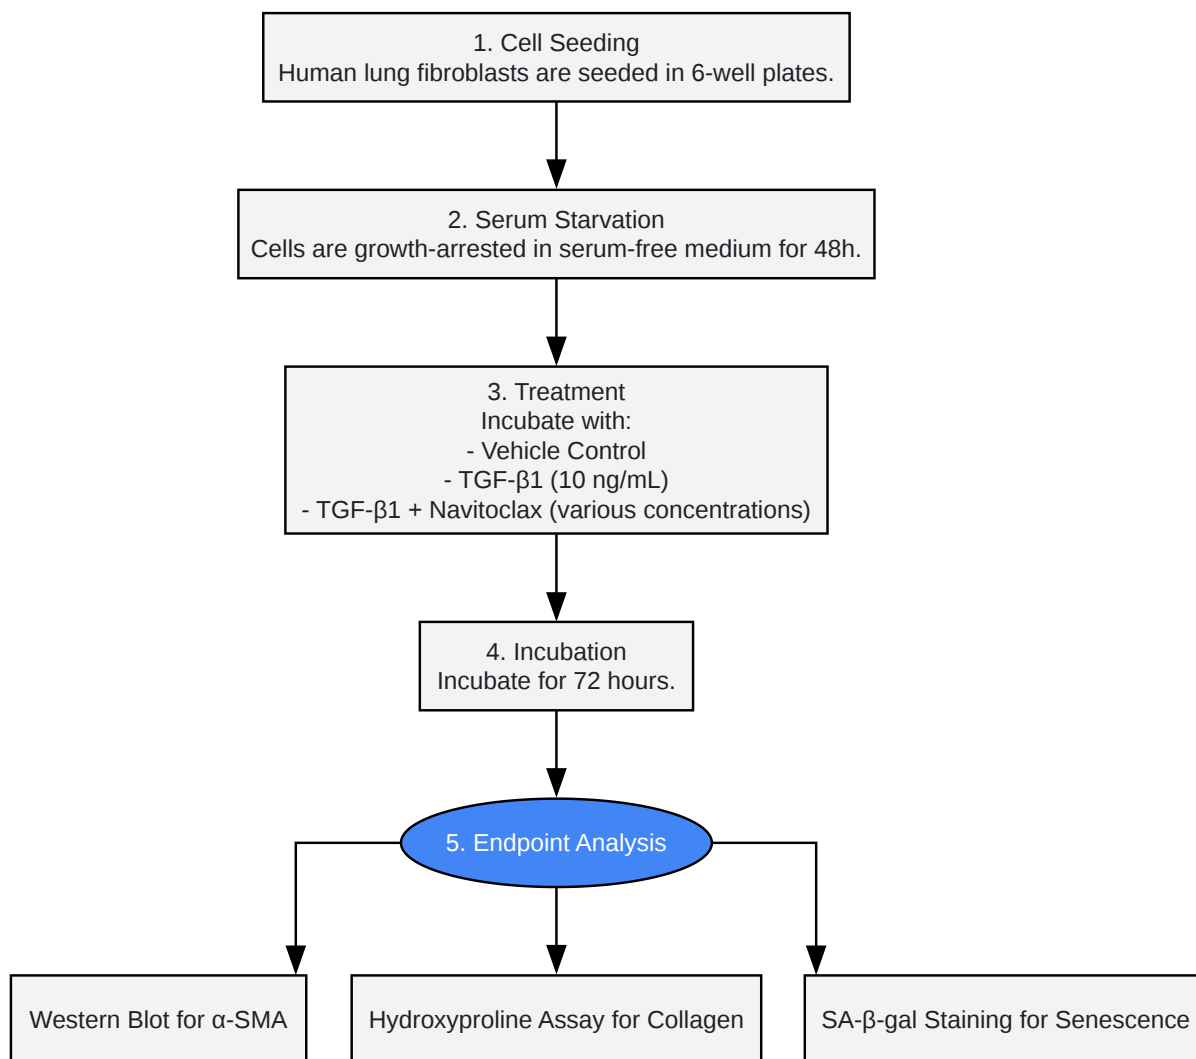 1. Cell Seeding
Human lung fibroblasts are seeded in 6-well plates.
2. Serum Starvation
Cells are growth-arrested in serum-free medium for 48h.
3. Treatment
Incubate with:
- Vehicle Control
- TGF-β1 (10 ng/mL)
- TGF-β1 + Navitoclax (various concentrations)
4. Incubation
Incubate for 72 hours.
5. Endpoint Analysis
Western Blot for α-SMA
Hydroxyproline Assay for Collagen
SA-β-gal Staining for Senescence